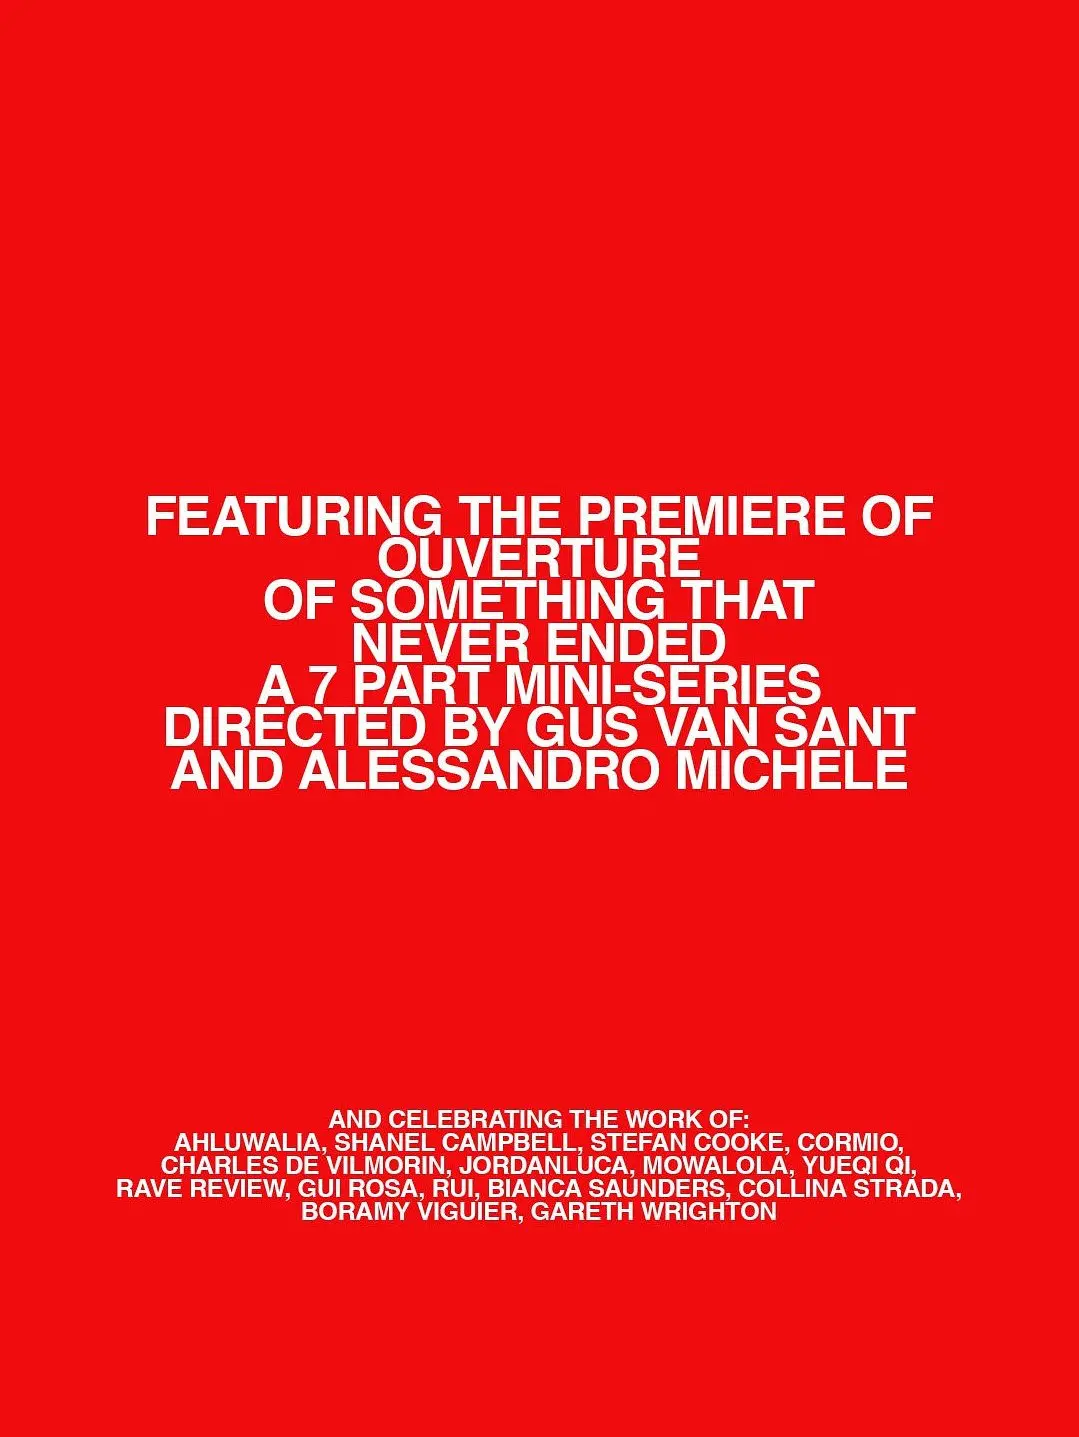 FEATURING THE PREMIERE OF
OUVERTURE
OF SOMETHING THAT
NEVER ENDED
A 7 PART MINI-SERIES
DIRECTED BY GUS VAN SANT
AND ALESSANDRO MICHELE
AND CELEBRATING THE WORK OF:
AHLUWALIA, SHANEL CAMPBELL, STEFAN COOKE, CORMIO,
CHARLES DE VILMORIN, JORDANLUCA, MOWALOLA, YUEQI QI,
RAVE REVIEW, GUI ROSA, RUI, BIANCA SAUNDERS, COLLINA STRADA,
BORAMY VIGUIER, GARETH WRIGHTON